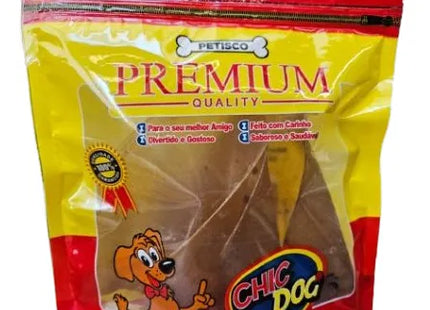 PETISCO
PREMIUM
QUALITY
Para o seu melhor Amigo
Feito com Carinho
Divertido e Gostoso
Saboroso e Saudável
100%
CHIC
DOG